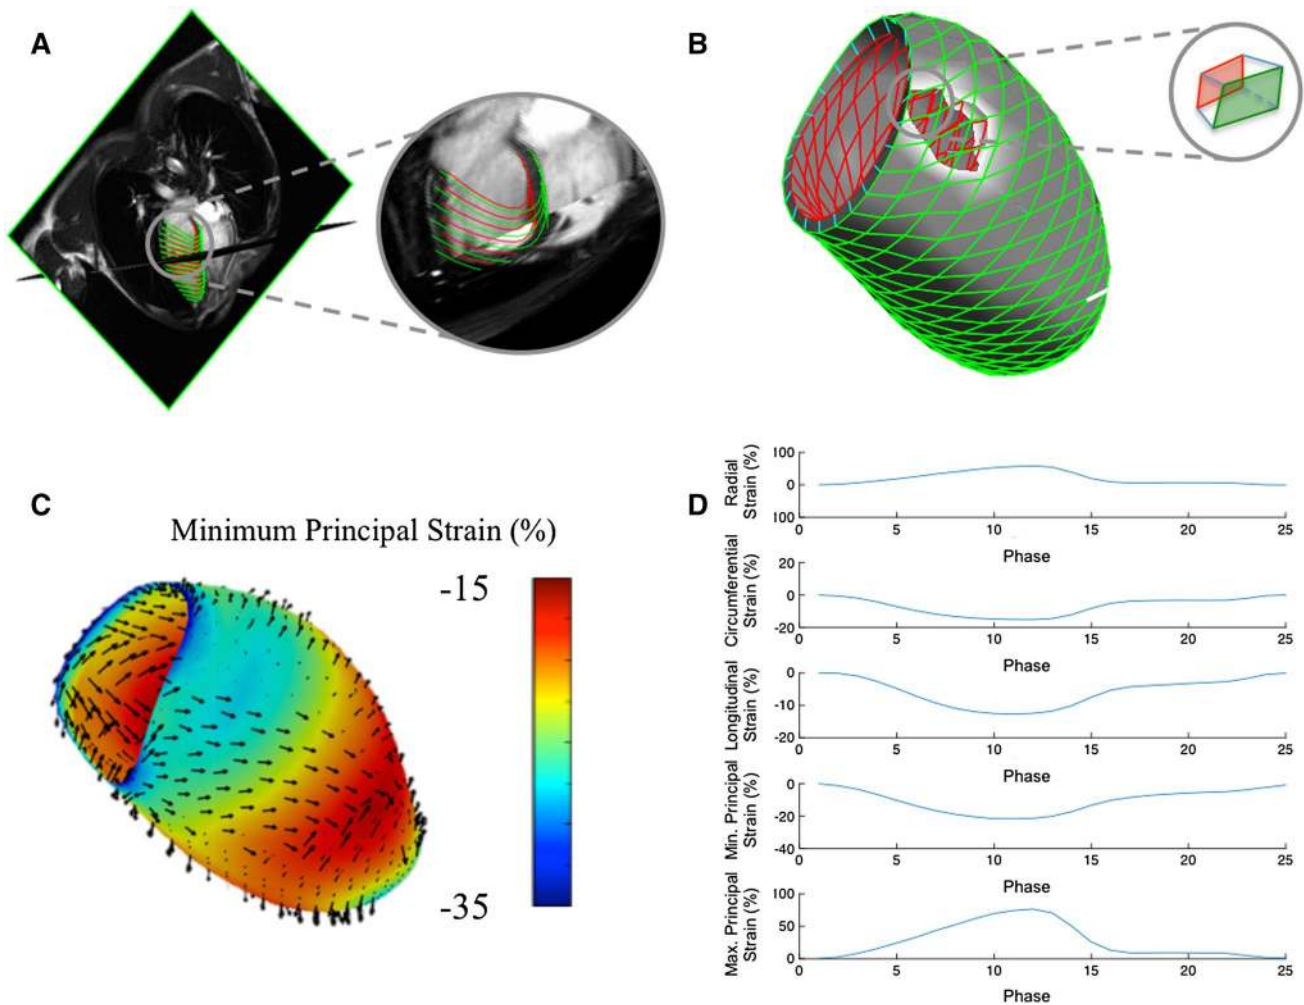 A
B
C
Minimum Principal Strain (%)
-15
-35
D
Radial
Strain (%)
100
0
100
0 5 10 15 20 25
Phase
Circumferential
Strain (%)
20
0
-20
0 5 10 15 20 25
Phase
Longitudinal
Strain (%)
0
-10
-20
0 5 10 15 20 25
Phase
Min. Principal
Strain (%)
0
-20
-40
0 5 10 15 20 25
Phase
Max. Principal
Strain (%)
100
50
0
0 5 10 15 20 25
Phase